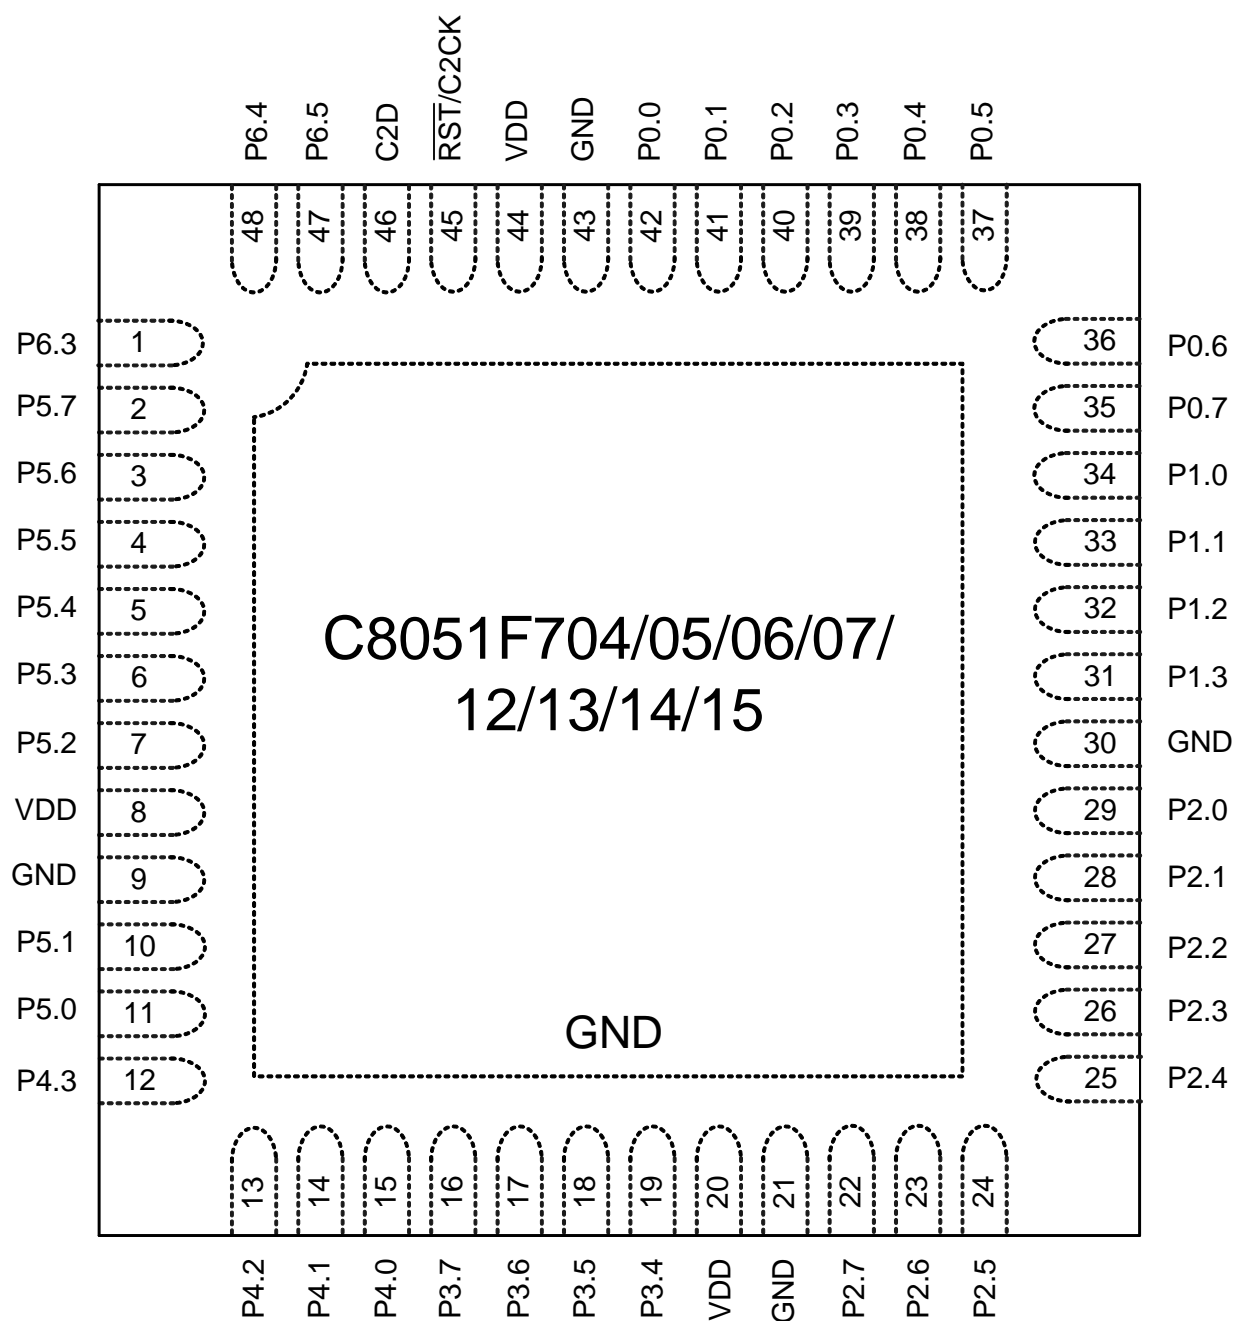 P6.4
P6.5
C2D
RST/C2CK
VDD
GND
P0.0
P0.1
P0.2
P0.3
P0.4
P0.5
48
47
46
45
44
43
42
41
40
39
38
37
P6.3 1
36 P0.6
P5.7 2
35 P0.7
P5.6 3
34 P1.0
P5.5 4
33 P1.1
P5.4 5
32 P1.2
P5.3 6
31 P1.3
P5.2 7
30 GND
VDD 8
29 P2.0
GND 9
28 P2.1
P5.1 10
27 P2.2
P5.0 11
26 P2.3
P4.3 12
25 P2.4
C8051F704/05/06/07/
12/13/14/15
GND
13
14
15
16
17
18
19
20
21
22
23
24
P4.2
P4.1
P4.0
P3.7
P3.6
P3.5
P3.4
VDD
GND
P2.7
P2.6
P2.5